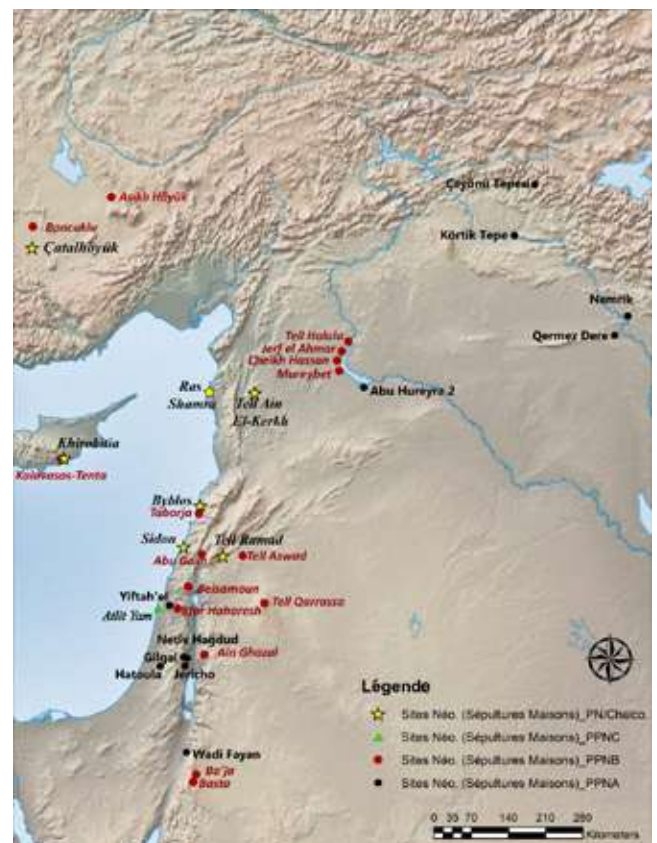 Çayönü Tepesi
Asıklı Höyük
Boncuklu
Çatalhöyük
Körtik Tepe
Nemrik
Qermez Dere
Tell Halula
Jerf el Ahmar
Cheikh Hassan
Mureybet
Abu Hureyra 2
Ras
Shamra
Tell Ain
El-Kerkh
Khirokitia
Kalavasos-Tenta
Byblos
Tabarja
Sidon
Tell Ramad
Abu Gosh
Tell Aswad
Beisamoun
Yiftah'el
Atlit Yam
Kfar Hahoresh
Tell Qarrassa
Netiv Hagdud
Gilgal
Ain Ghazal
Hatoula
Jericho
Wadi Fayan
Ba'ja
Basta
Légende
Sites Néo. (Sépultures Maisons)_PN/Chalco.
Sites Néo. (Sépultures Maisons)_PPNC
Sites Néo. (Sépultures Maisons)_PPNB
Sites Néo. (Sépultures Maisons)_PPNA
0 35 70 140 210 280
Kilometers